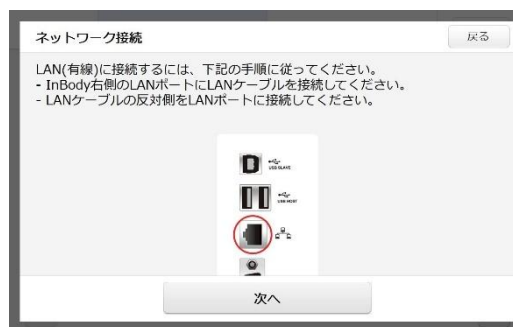 ネットワーク接続
戻る
LAN(有線)に接続するには、下記の手順に従ってください。
- InBody右側のLANポートにLANケーブルを接続してください。
- LANケーブルの反対側をLANポートに接続してください。
USB SLAVE
USB HOST
次へ